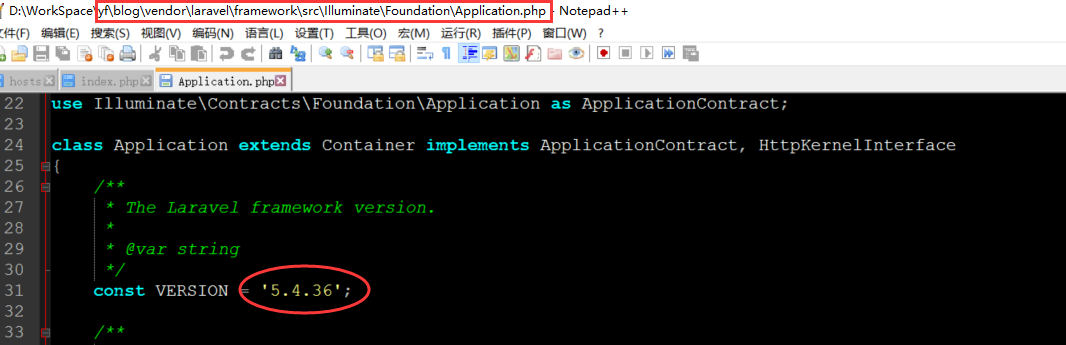 D:\WorkSpace\yf\blog\vendor\laravel\framework\src\Illuminate\Foundation\Application.php - Notepad++
文件(F) 编辑(E) 搜索(S) 视图(V) 编码(N) 语言(L) 设置(T) 工具(O) 宏(M) 运行(R) 插件(P) 窗口(W) ?
hosts index.php Application.php
22 use Illuminate\Contracts\Foundation\Application as ApplicationContract;
23
24 class Application extends Container implements ApplicationContract, HttpKernelInterface
25 {
26 /**
27 * The Laravel framework version.
28 *
29 * @var string
30 */
31 const VERSION = '5.4.36';
32
33 /**